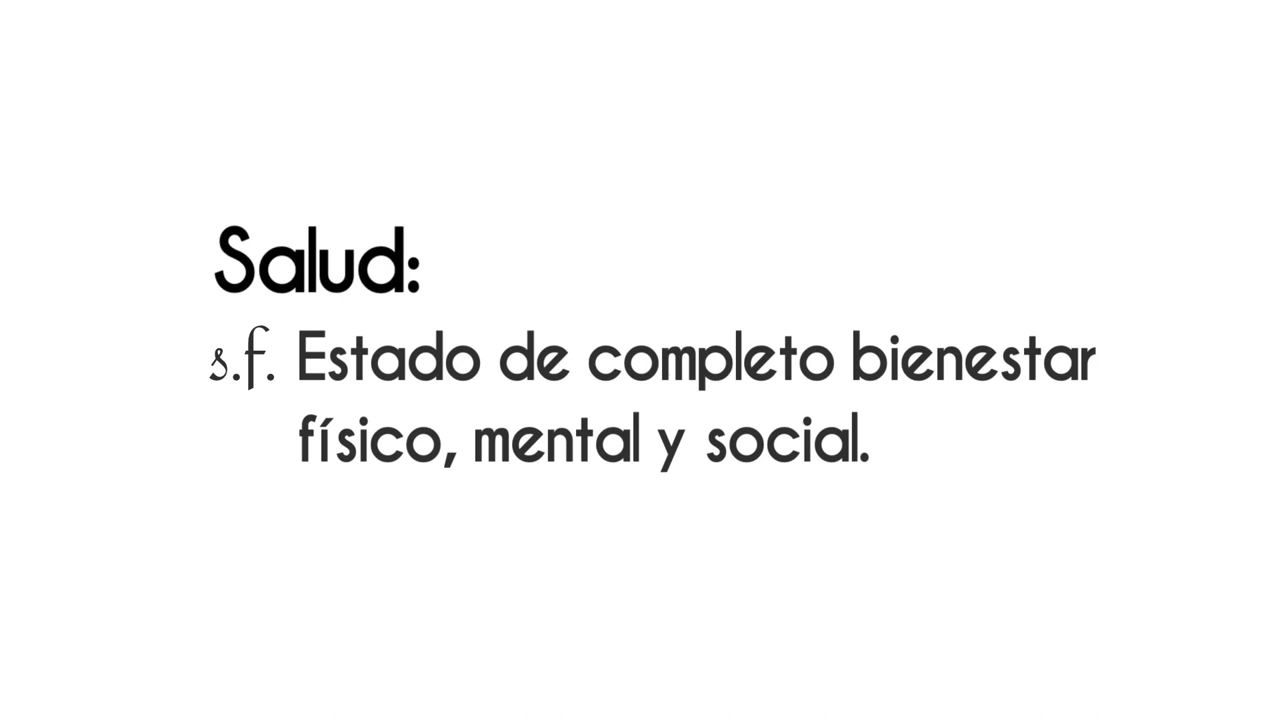 Salud:
s.f. Estado de completo bienestar
físico, mental y social.